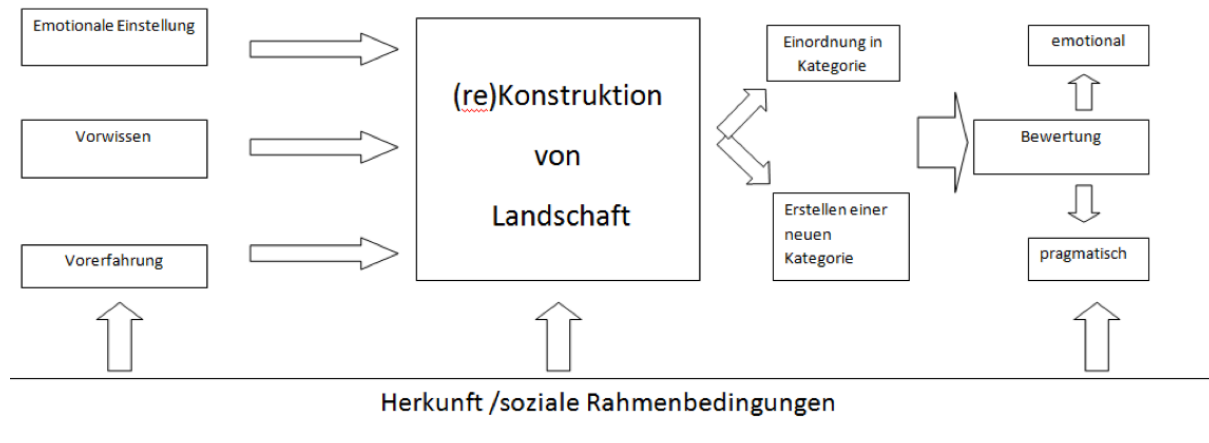 Emotionale Einstellung
Vorwissen
Vorerfahrung
(re)Konstruktion
von
Landschaft
Einordnung in
Kategorie
Erstellen einer
neuen
Kategorie
emotional
Bewertung
pragmatisch
Herkunft /soziale Rahmenbedingungen